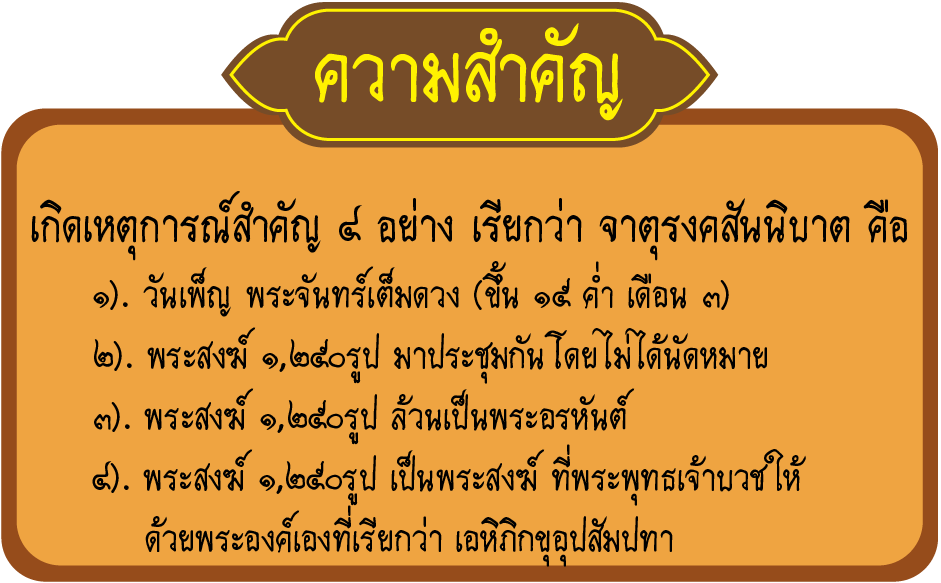 ความสำคัญ
เกิดเหตุการณ์สำคัญ ๔ อย่าง เรียกว่า จาตุรงคสันนิบาต คือ
๑). วันเพ็ญ พระจันทร์เต็มดวง (ขึ้น ๑๕ ค่ำ เดือน ๓)
๒). พระสงฆ์ ๑,๒๕๐รูป มาประชุมกันโดยไม่ได้นัดหมาย
๓). พระสงฆ์ ๑,๒๕๐รูป ล้วนเป็นพระอรหันต์
๔). พระสงฆ์ ๑,๒๕๐รูป เป็นพระสงฆ์ ที่พระพุทธเจ้าบวชให้
ด้วยพระองค์เองที่เรียกว่า เอหิภิกขุอุปสัมปทา